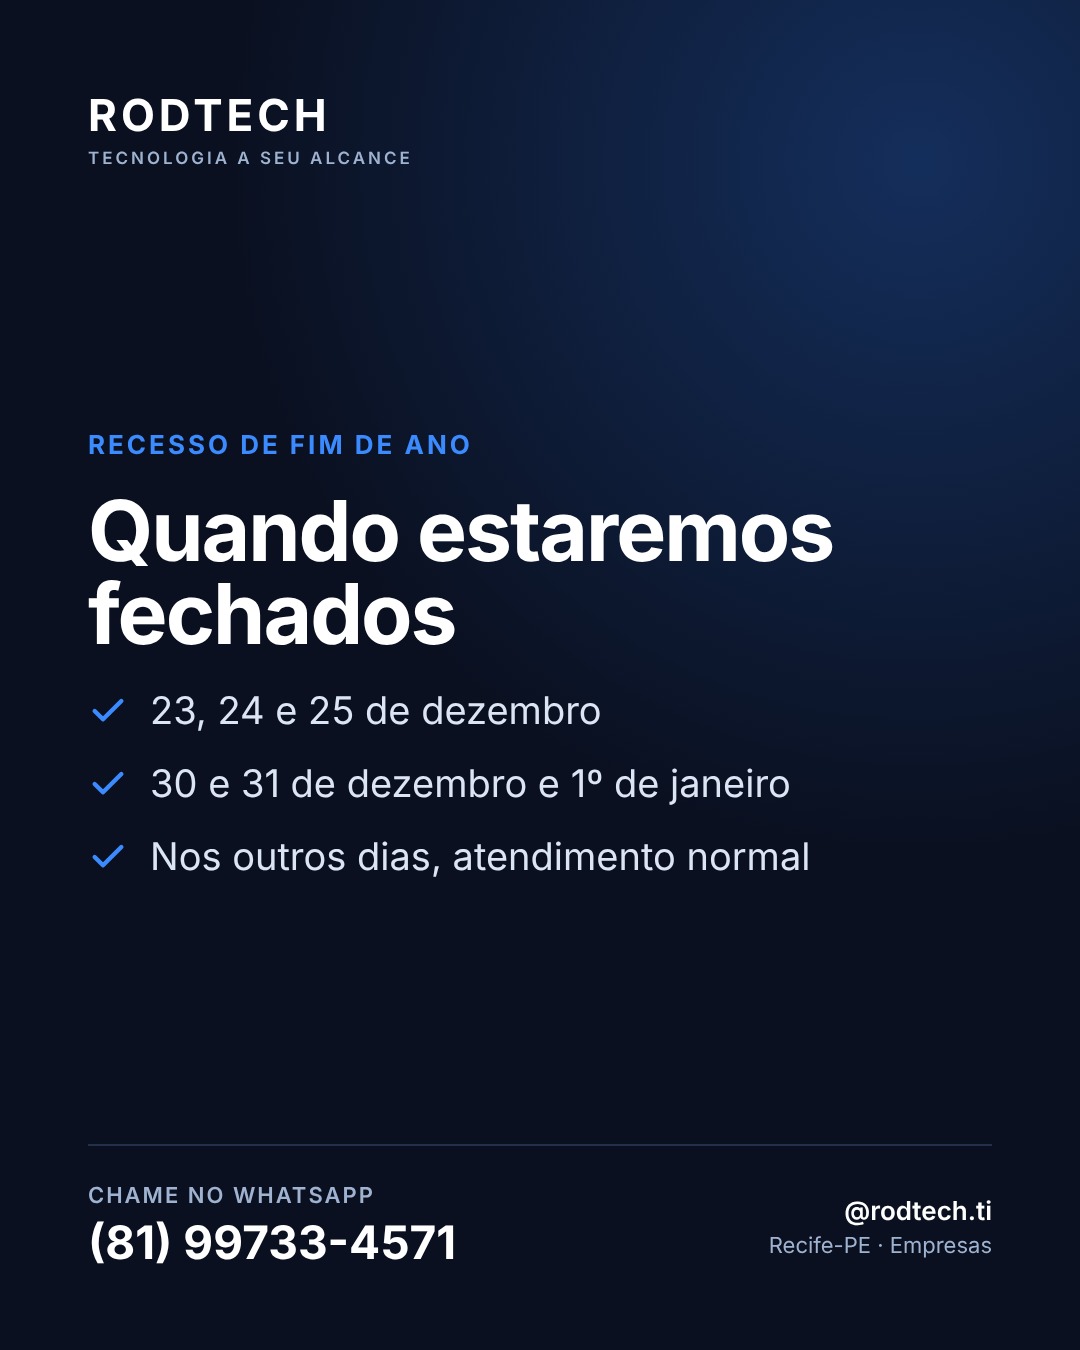 RODTECH
TECNOLOGIA A SEU ALCANCE
RECESSO DE FIM DE ANO
Quando estaremos
fechados
23, 24 e 25 de dezembro
30 e 31 de dezembro e 1º de janeiro
Nos outros dias, atendimento normal
CHAME NO WHATSAPP
(81) 99733-4571
@rodtech.ti
Recife-PE · Empresas